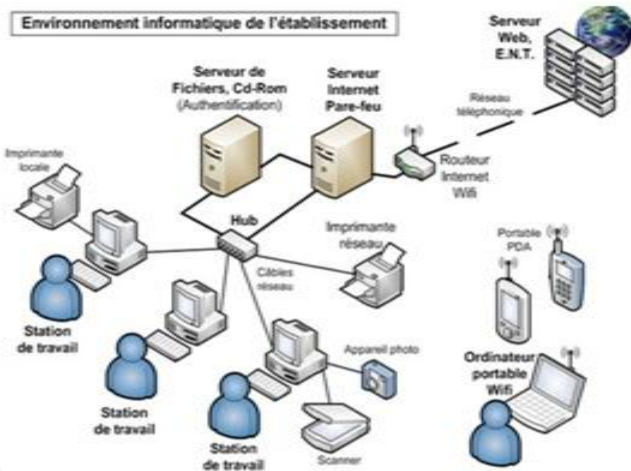 Environnement informatique de l'établissement
Serveur
Web,
E.N.T.
Serveur de
Fichiers, Cd-Rom
(Authentification)
Serveur
Internet
Pare-feu
Réseau
téléphonique
Imprimante
locale
Routeur
Internet
Wifi
Hub
Imprimante
réseau
Portable
PDA
Câbles
réseau
Station
de travail
Station
de travail
Appareil photo
Ordinateur
portable
Wifi
Station
de travail
Scanner